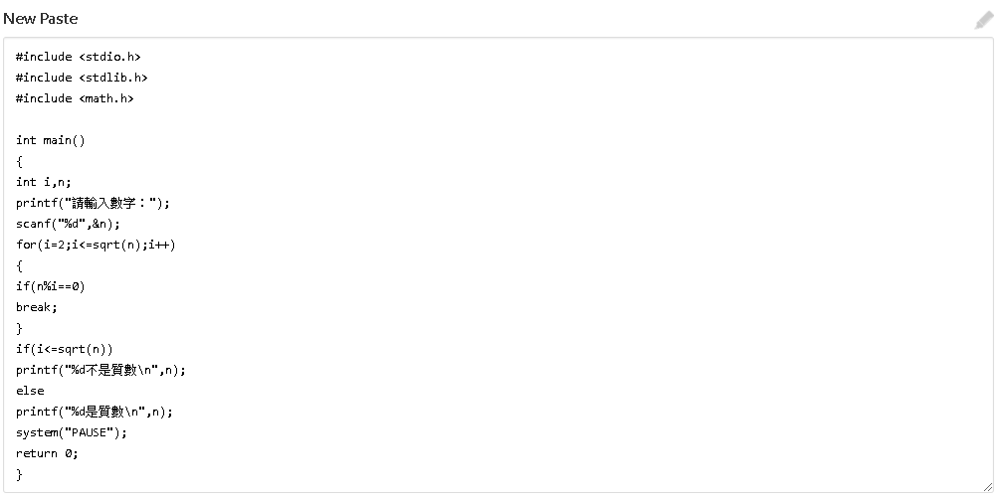 New Paste
#include <stdio.h>
#include <stdlib.h>
#include <math.h>
int main()
{
int i,n;
printf("請輸入數字：");
scanf("%d",&n);
for(i=2;i<=sqrt(n);i++)
{
if(n%i==0)
break;
}
if(i<=sqrt(n))
printf("%d不是質數\n",n);
else
printf("%d是質數\n",n);
system("PAUSE");
return 0;
}